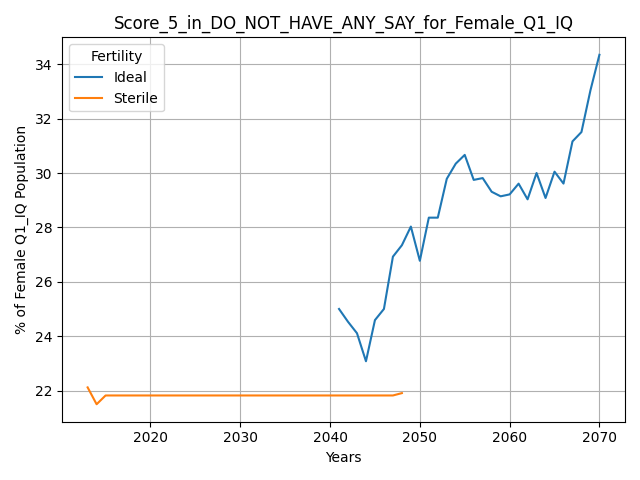 Score_5_in_DO_NOT_HAVE_ANY_SAY_for_Female_Q1_IQ
Fertility
Ideal
Sterile
% of Female Q1_IQ Population
34
32
30
28
26
24
22
2020 2030 2040 2050 2060 2070
Years